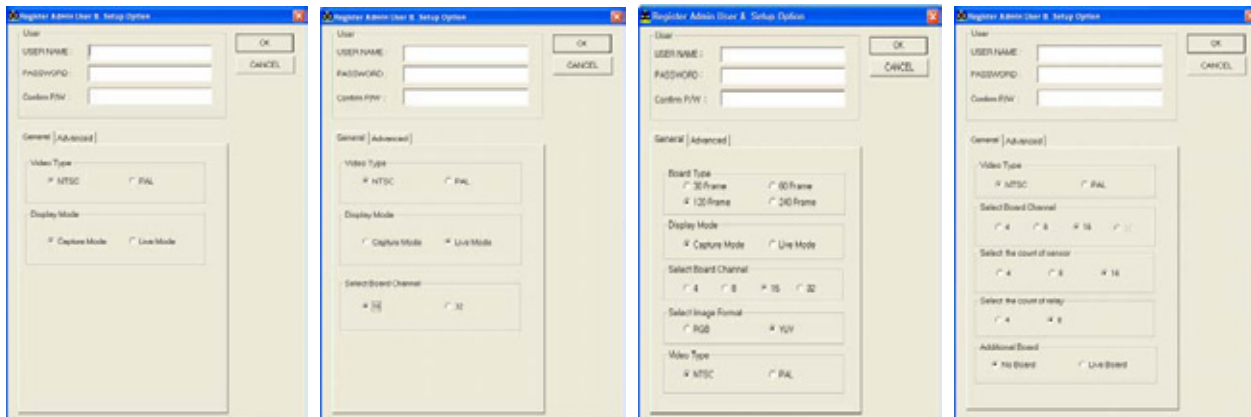 Register Admin User & Setup Option
User
USER NAME :
OK
PASSWORD :
CANCEL
Confirm P/W :
General Advanced
Video Type
NTSC PAL
Display Mode
Capture Mode Live Mode
Register Admin User & Setup Option
User
USER NAME :
OK
PASSWORD :
CANCEL
Confirm P/W :
General Advanced
Video Type
NTSC PAL
Display Mode
Capture Mode Live Mode
Select Board Channel
16 32
Register Admin User & Setup Option
User
USER NAME :
OK
PASSWORD :
CANCEL
Confirm P/W :
General Advanced
Board Type
30 Frame 60 Frame
120 Frame 240 Frame
Display Mode
Capture Mode Live Mode
Select Board Channel
4 8 16 32
Select Image Format
RGB YUV
Video Type
NTSC PAL
Register Admin User & Setup Option
User
USER NAME :
OK
PASSWORD :
CANCEL
Confirm P/W :
General Advanced
Video Type
NTSC PAL
Select Board Channel
4 8 16
Select the count of sensor
4 8 16
Select the count of relay
4 8
Additional Board
No Board Live Board